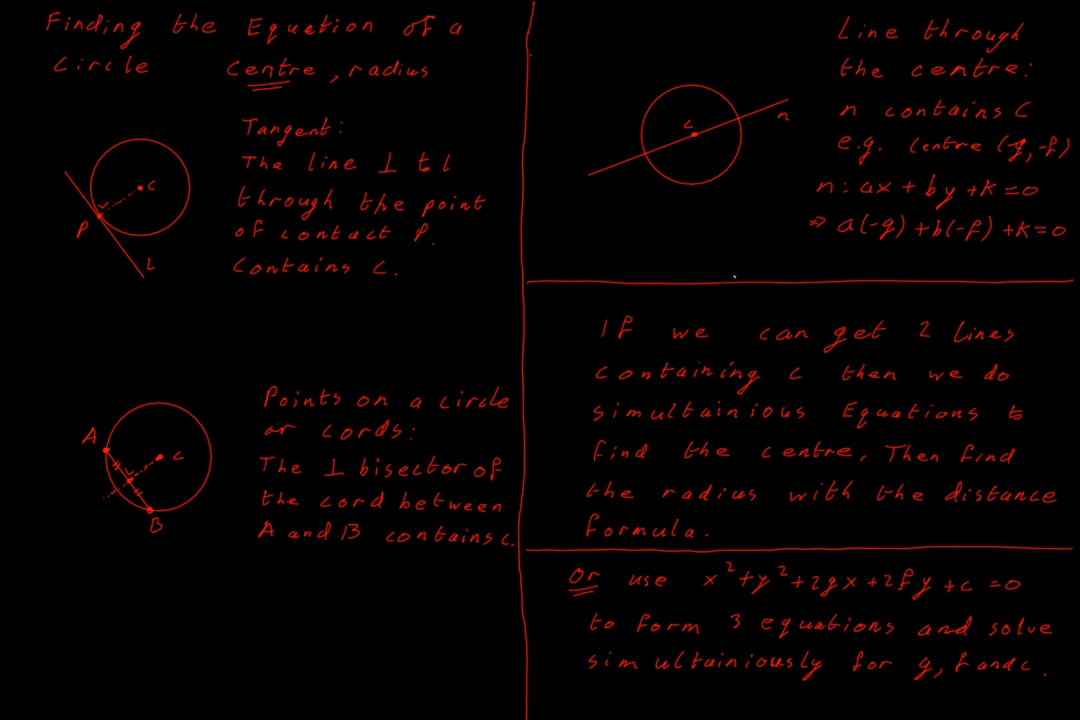 Finding the Equation of a
Circle Centre, radius
Tangent:
The line ⊥ to l
through the point
of contact P.
contains C.
C
P
L
Points on a circle
or cords:
The ⊥ bisector of
the cord between
A and B contains c.
A
C
B
Line through
the centre:
n contains C
e.g. Centre (-g, -f)
n: ax + by + k = 0
⇒ a(-g) + b(-f) + k = 0
C
n
If we can get 2 lines
containing c then we do
simultainious Equations to
find the centre, Then find
the radius with the distance
formula.
Or use x²+y²+2gx+2fy+c=0
to form 3 equations and solve
simultainiously for g, f and c.